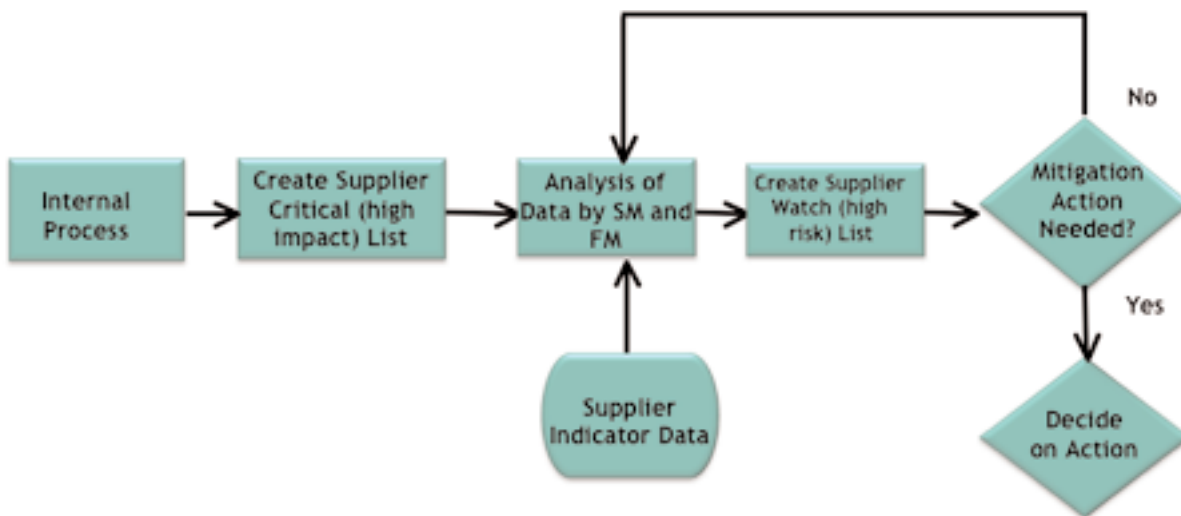 Internal
Process
Create Supplier
Critical (high
impact) List
Analysis of
Data by SM and
FM
Create Supplier
Watch (high
risk) List
No
Mitigation
Action
Needed?
Yes
Supplier
Indicator Data
Decide
on Action